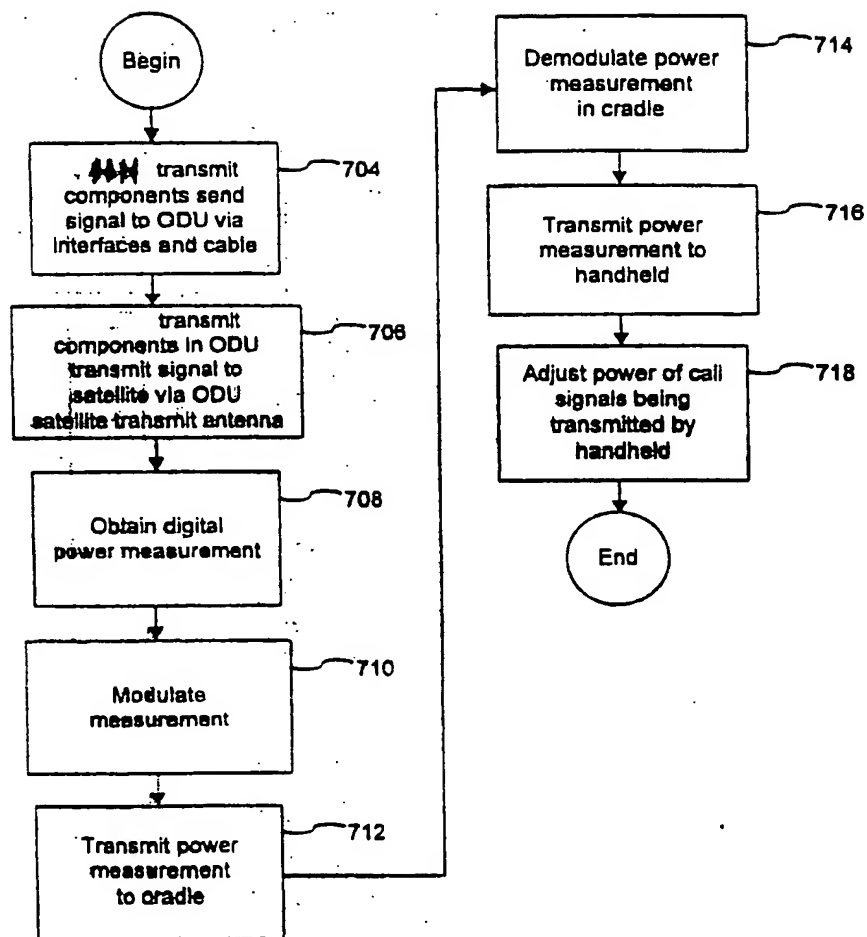 Begin
transmit
components send
signal to ODU via
interfaces and cable
704
transmit
components in ODU
transmit signal to
satellite via ODU
satellite transmit antenna
706
Obtain digital
power measurement
708
Modulate
measurement
710
Transmit power
measurement
to cradle
712
Demodulate power
measurement
in cradle
714
Transmit power
measurement to
handheld
716
Adjust power of call
signals being
transmitted by
handheld
718
End